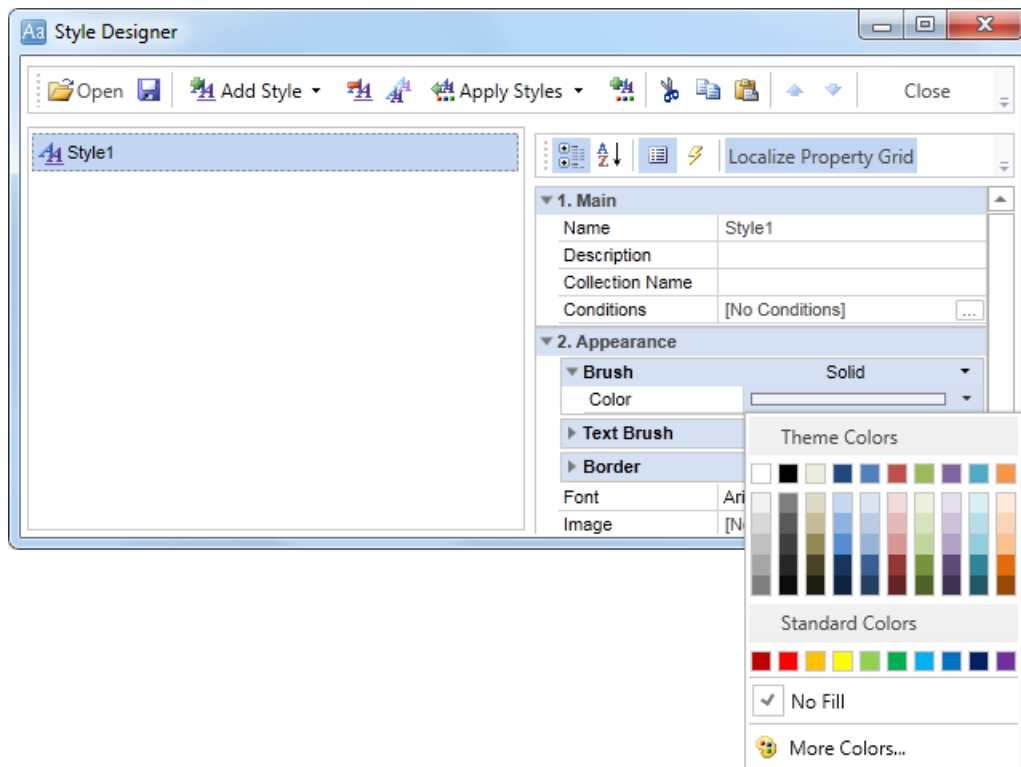 Style Designer
Open Add Style Apply Styles Close
Style1
Localize Property Grid
1. Main
Name Style1
Description
Collection Name
Conditions [No Conditions] ...
2. Appearance
Brush Solid
Color
Text Brush
Border
Font Ari
Image [N
Theme Colors
Standard Colors
No Fill
More Colors...